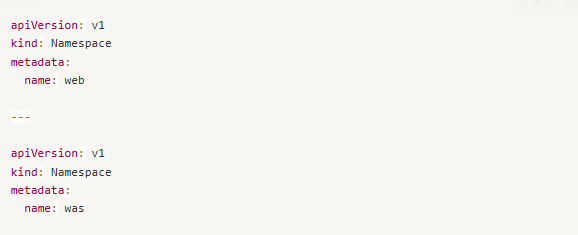 apiVersion: v1
kind: Namespace
metadata:
  name: web
---
apiVersion: v1
kind: Namespace
metadata:
  name: was